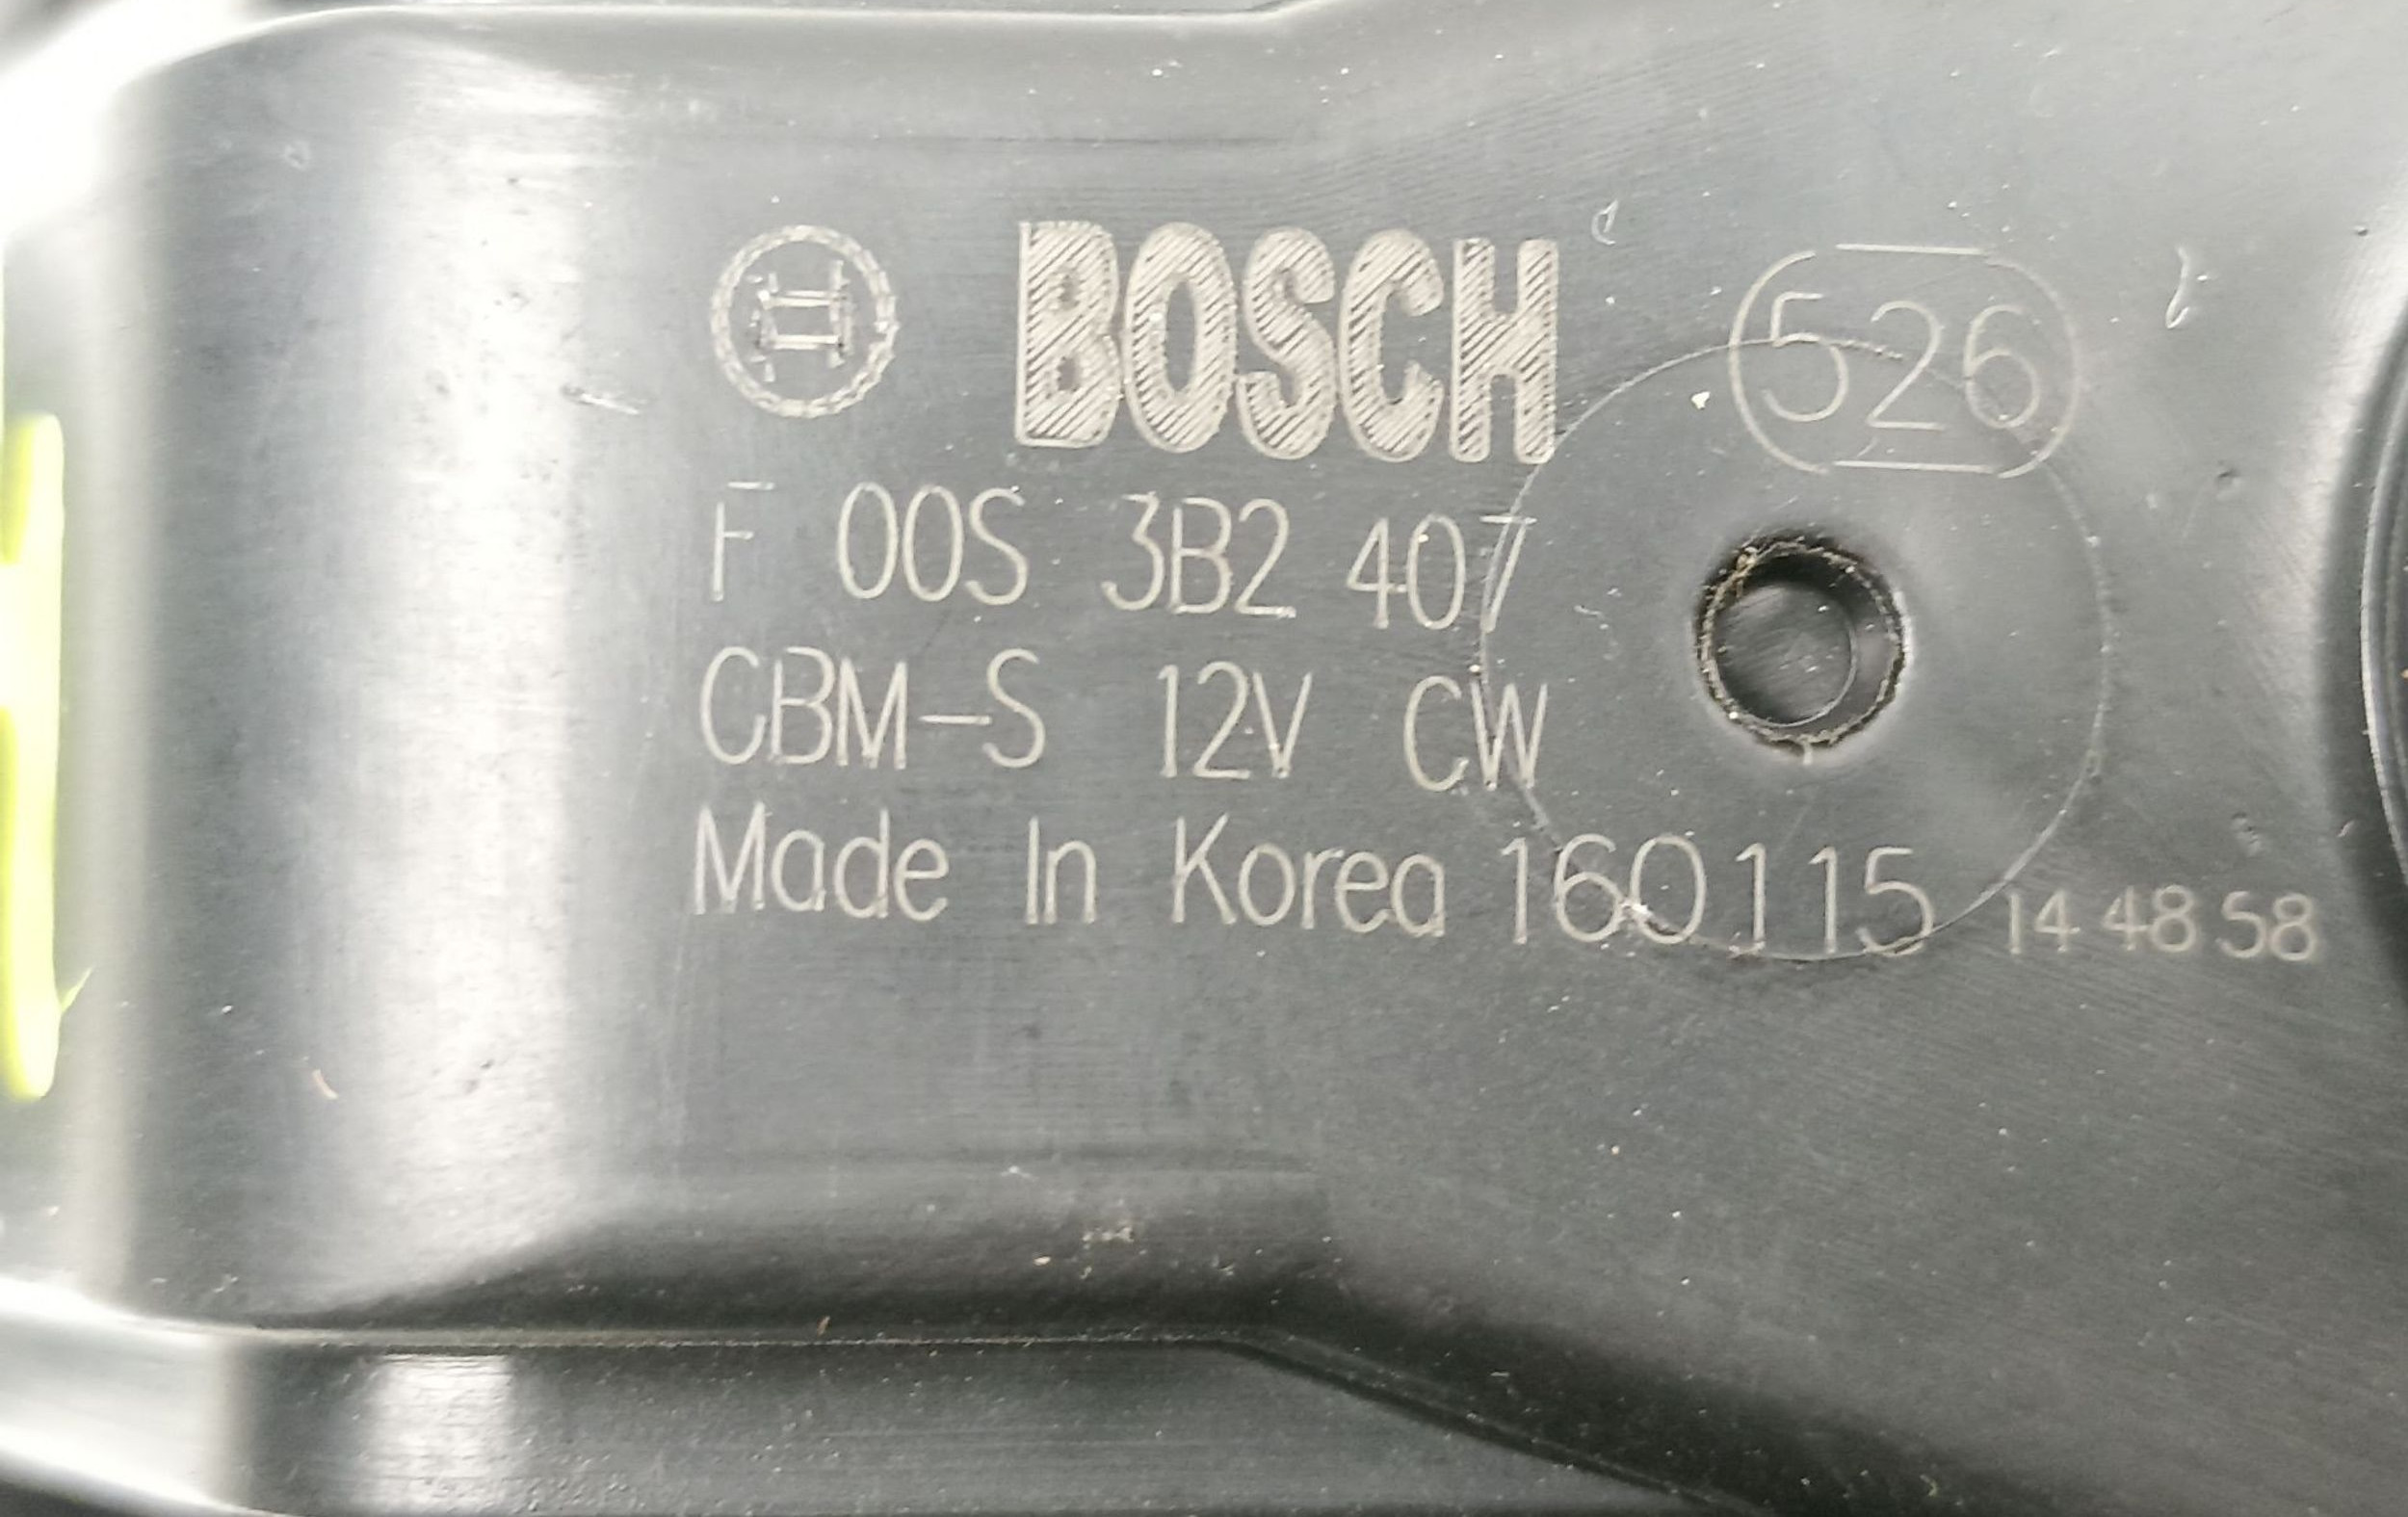 BOSCH 526
F 00S 3B2 407
CBM-S 12V CW
Made In Korea 160115 14 48 58